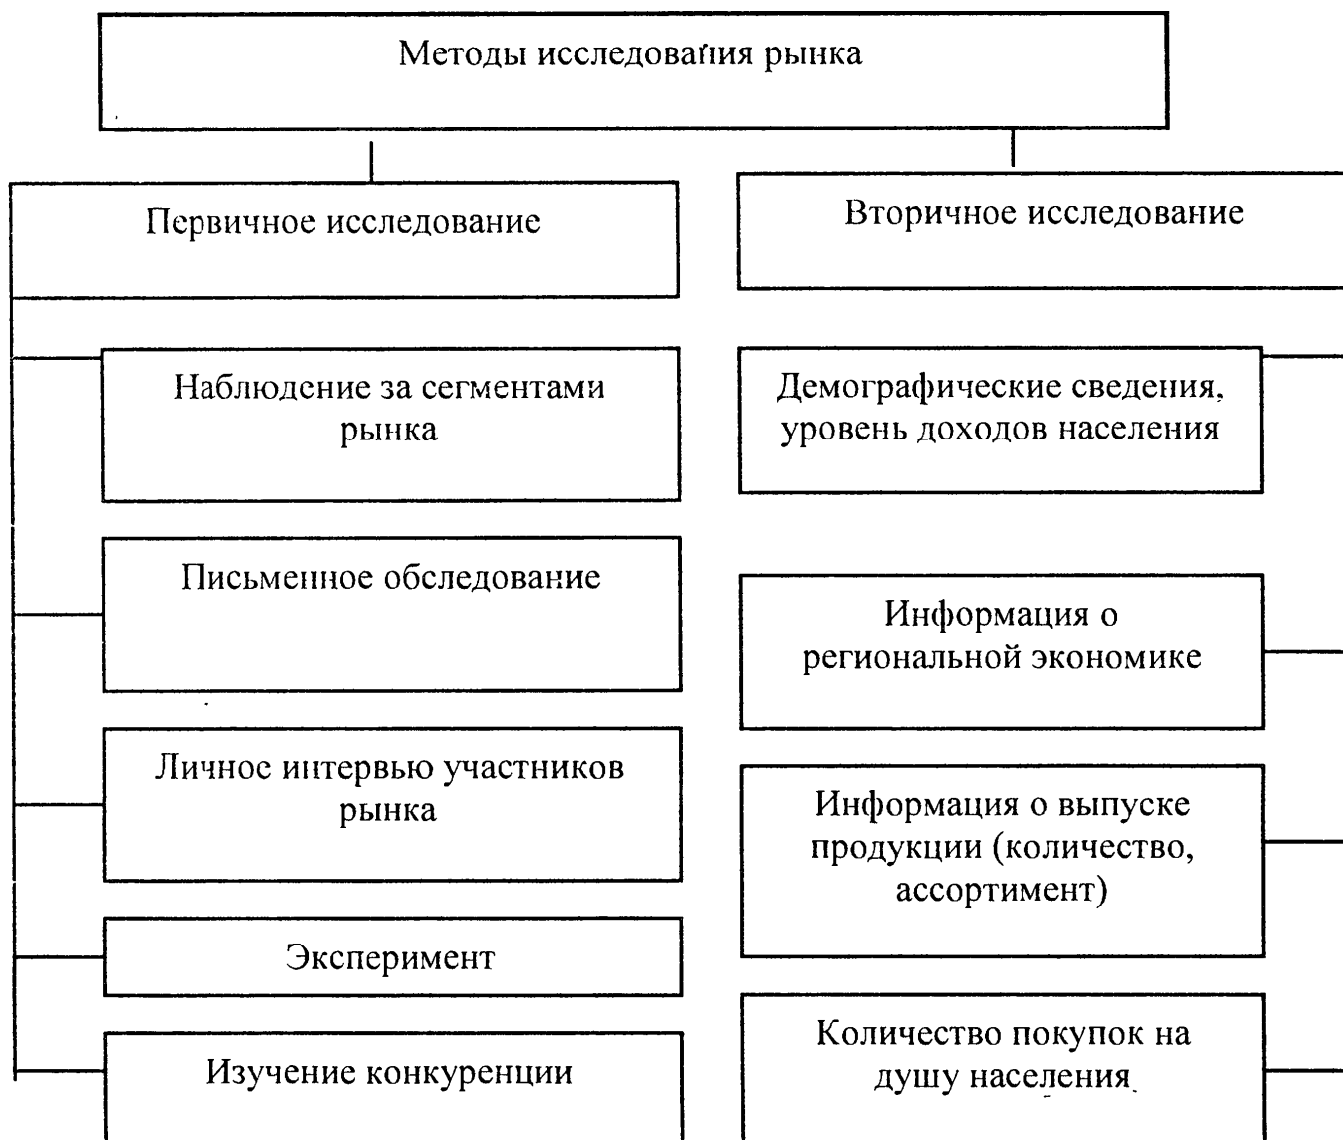 Методы исследования рынка
Первичное исследование
Вторичное исследование
Наблюдение за сегментами
рынка
Письменное обследование
Личное интервью участников
рынка
Эксперимент
Изучение конкуренции
Демографические сведения,
уровень доходов населения
Информация о
региональной экономике
Информация о выпуске
продукции (количество,
ассортимент)
Количество покупок на
душу населения